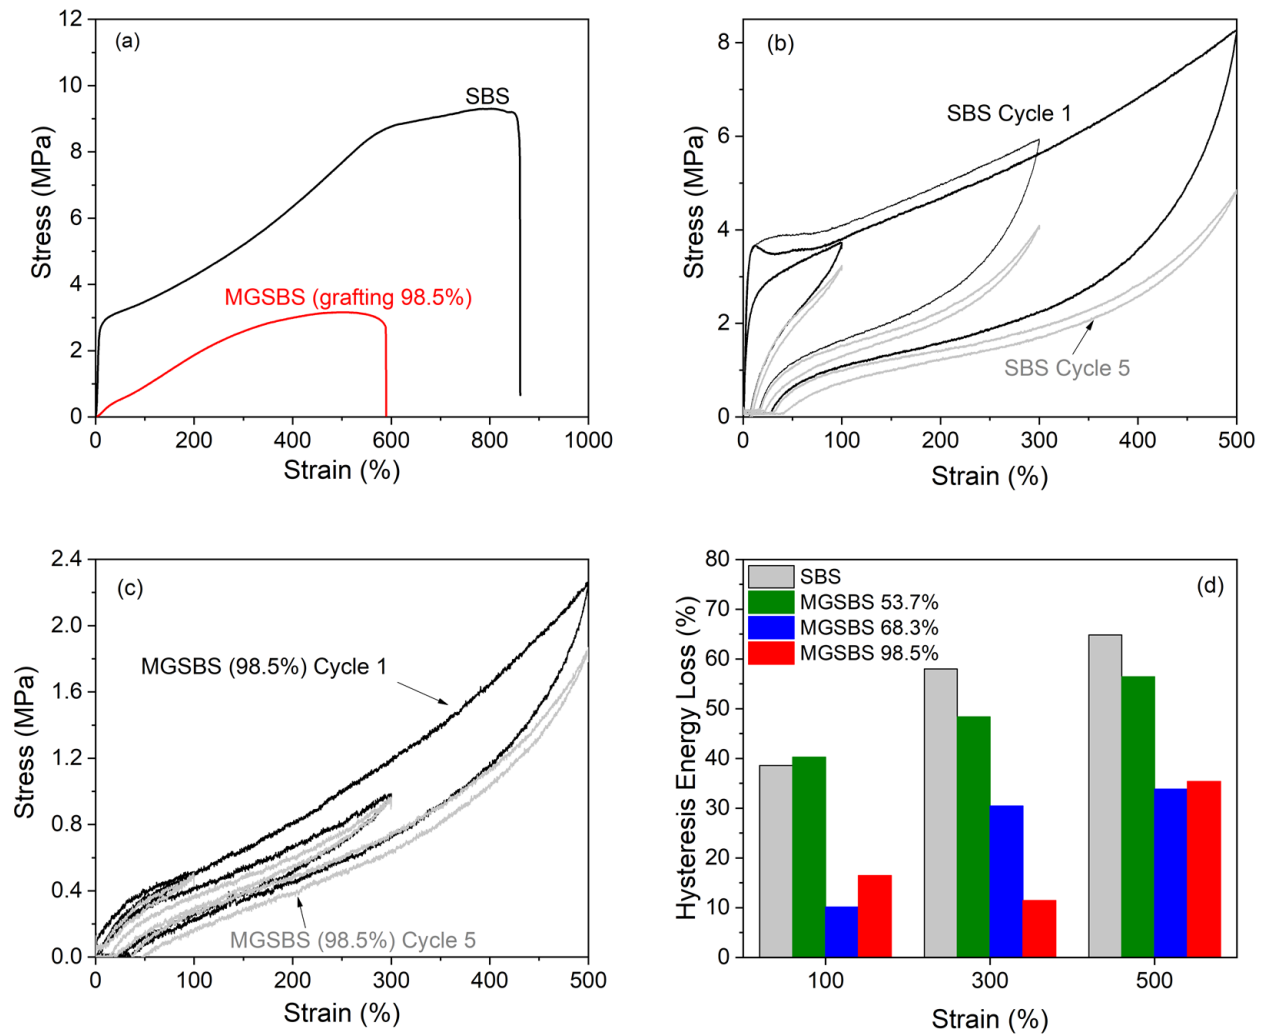 (a)
12
10
8
6
4
2
0
Stress (MPa)
SBS
MGSBS (grafting 98.5%)
0 200 400 600 800 1000
Strain (%)
(b)
8
6
4
2
0
Stress (MPa)
SBS Cycle 1
SBS Cycle 5
0 100 200 300 400 500
Strain (%)
(c)
2.4
2.0
1.6
1.2
0.8
0.4
0.0
Stress (MPa)
MGSBS (98.5%) Cycle 1
MGSBS (98.5%) Cycle 5
0 100 200 300 400 500
Strain (%)
(d)
80
70
60
50
40
30
20
10
0
Hysteresis Energy Loss (%)
SBS
MGSBS 53.7%
MGSBS 68.3%
MGSBS 98.5%
100 300 500
Strain (%)